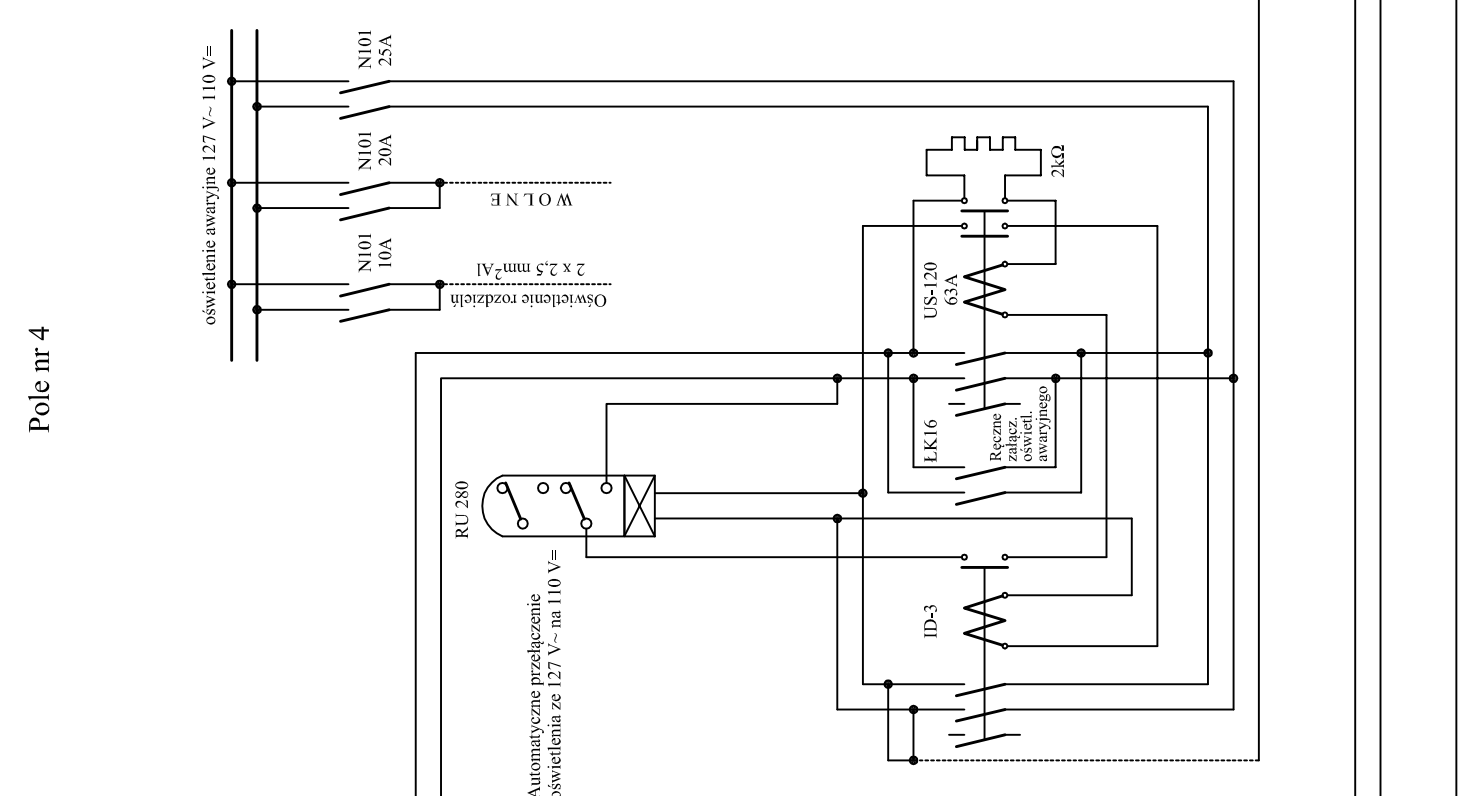 Pole nr 4
oświetlenie awaryjne 127 V~ 110 V=
N101
25A
N101
20A
W O L N E
N101
10A
2 x 2,5 mm²Al
Oświetlenie rozdzielń
2kΩ
US-120
63A
ŁK16
Ręczne
załącz.
oświetl.
awaryjnego
RU 280
Automatyczne przełączenie
oświetlenia ze 127 V~ na 110 V=
ID-3